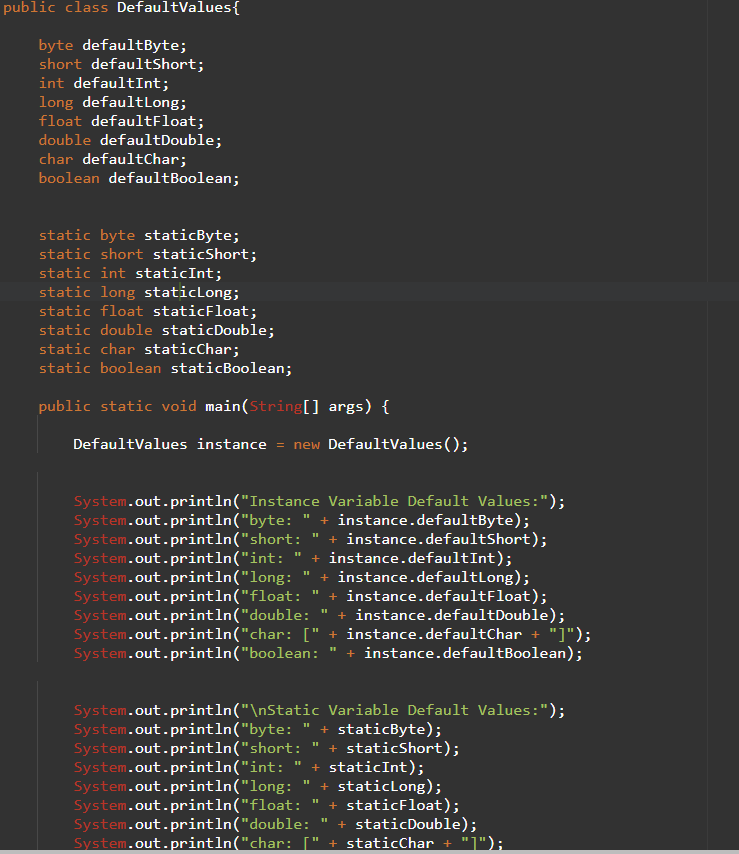 public class DefaultValues{
byte defaultByte;
short defaultShort;
int defaultInt;
long defaultLong;
float defaultFloat;
double defaultDouble;
char defaultChar;
boolean defaultBoolean;
static byte staticByte;
static short staticShort;
static int staticInt;
static long staticLong;
static float staticFloat;
static double staticDouble;
static char staticChar;
static boolean staticBoolean;
public static void main(String[] args) {
DefaultValues instance = new DefaultValues();
System.out.println("Instance Variable Default Values:");
System.out.println("byte: " + instance.defaultByte);
System.out.println("short: " + instance.defaultShort);
System.out.println("int: " + instance.defaultInt);
System.out.println("long: " + instance.defaultLong);
System.out.println("float: " + instance.defaultFloat);
System.out.println("double: " + instance.defaultDouble);
System.out.println("char: [" + instance.defaultChar + "]");
System.out.println("boolean: " + instance.defaultBoolean);
System.out.println("\nStatic Variable Default Values:");
System.out.println("byte: " + staticByte);
System.out.println("short: " + staticShort);
System.out.println("int: " + staticInt);
System.out.println("long: " + staticLong);
System.out.println("float: " + staticFloat);
System.out.println("double: " + staticDouble);
System.out.println("char: [" + staticChar + "]");